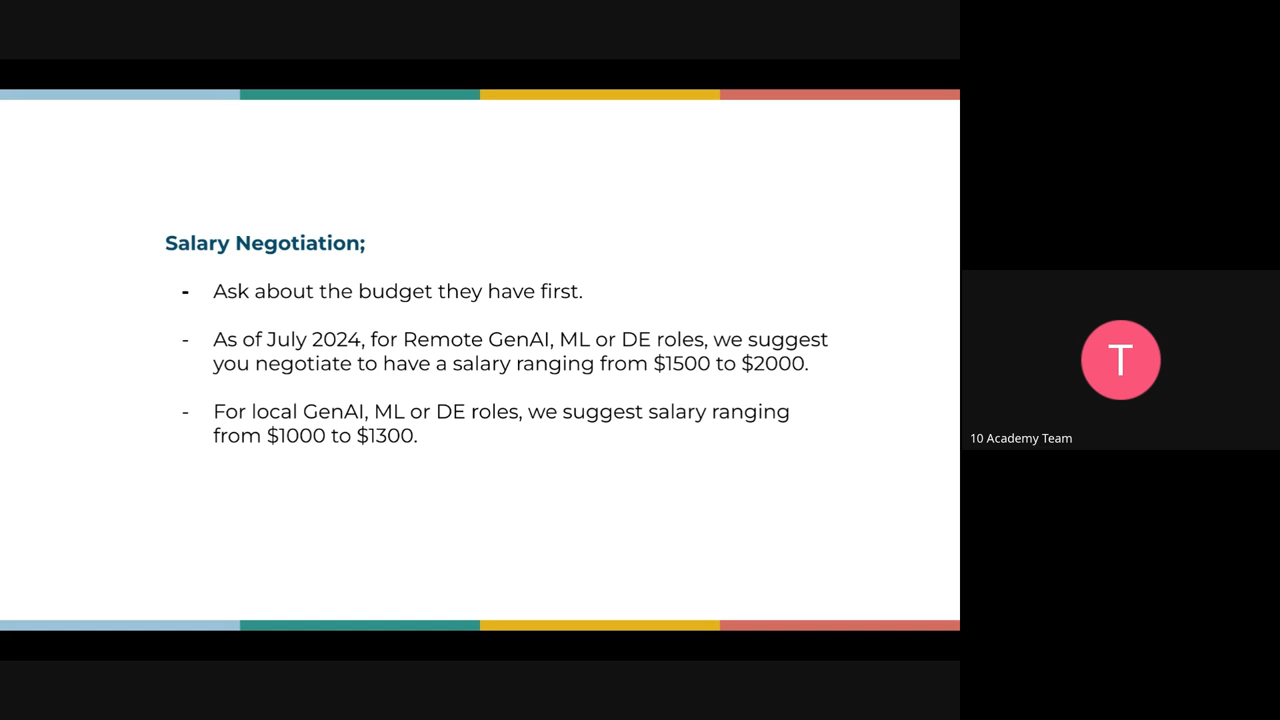 Salary Negotiation;
- Ask about the budget they have first.
- As of July 2024, for Remote GenAI, ML or DE roles, we suggest
you negotiate to have a salary ranging from $1500 to $2000.
- For local GenAI, ML or DE roles, we suggest salary ranging
from $1000 to $1300.
T
10 Academy Team